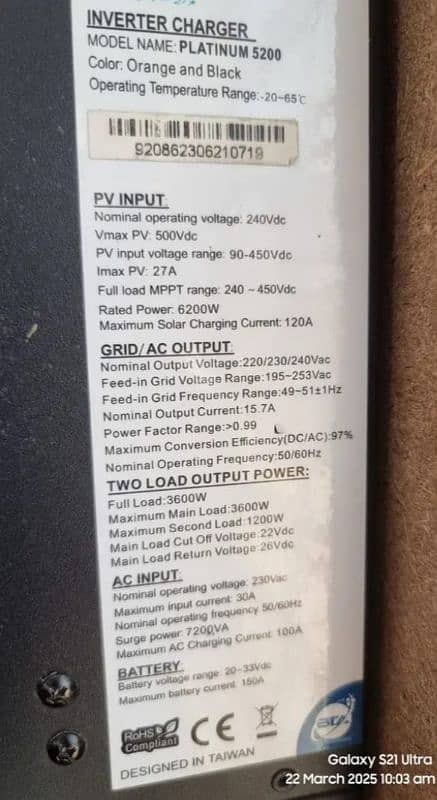 INVERTER CHARGER
MODEL NAME: PLATINUM 5200
Color: Orange and Black
Operating Temperature Range:-20~65℃
920862306210719
PV INPUT
Nominal operating voltage: 240Vdc
Vmax PV: 500Vdc
PV input voltage range: 90-450Vdc
Imax PV: 27A
Full load MPPT range: 240 ~ 450Vdc
Rated Power: 6200W
Maximum Solar Charging Current: 120A
GRID/AC OUTPUT:
Nominal Output Voltage:220/230/240Vac
Feed-in Grid Voltage Range:195~253Vac
Feed-in Grid Frequency Range:49~51±1Hz
Nominal Output Current:15.7A
Power Factor Range:>0.99
Maximum Conversion Efficiency(DC/AC):97%
Nominal Operating Frequency:50/60Hz
TWO LOAD OUTPUT POWER:
Full Load:3600W
Maximum Main Load:3600W
Maximum Second Load:1200W
Main Load Cut Off Voltage:22Vdc
Main Load Return Voltage:26Vdc
AC INPUT:
Nominal operating voltage: 230Vac
Maximum input current: 30A
Nominal operating frequency 50/60Hz
Surge power: 7200VA
Maximum AC Charging Current: 100A
BATTERY:
Battery voltage range: 20-33Vdc
Maximum battery current: 150A
RoHS
Compliant
CE
DESIGNED IN TAIWAN
Galaxy S21 Ultra
22 March 2025 10:03 am